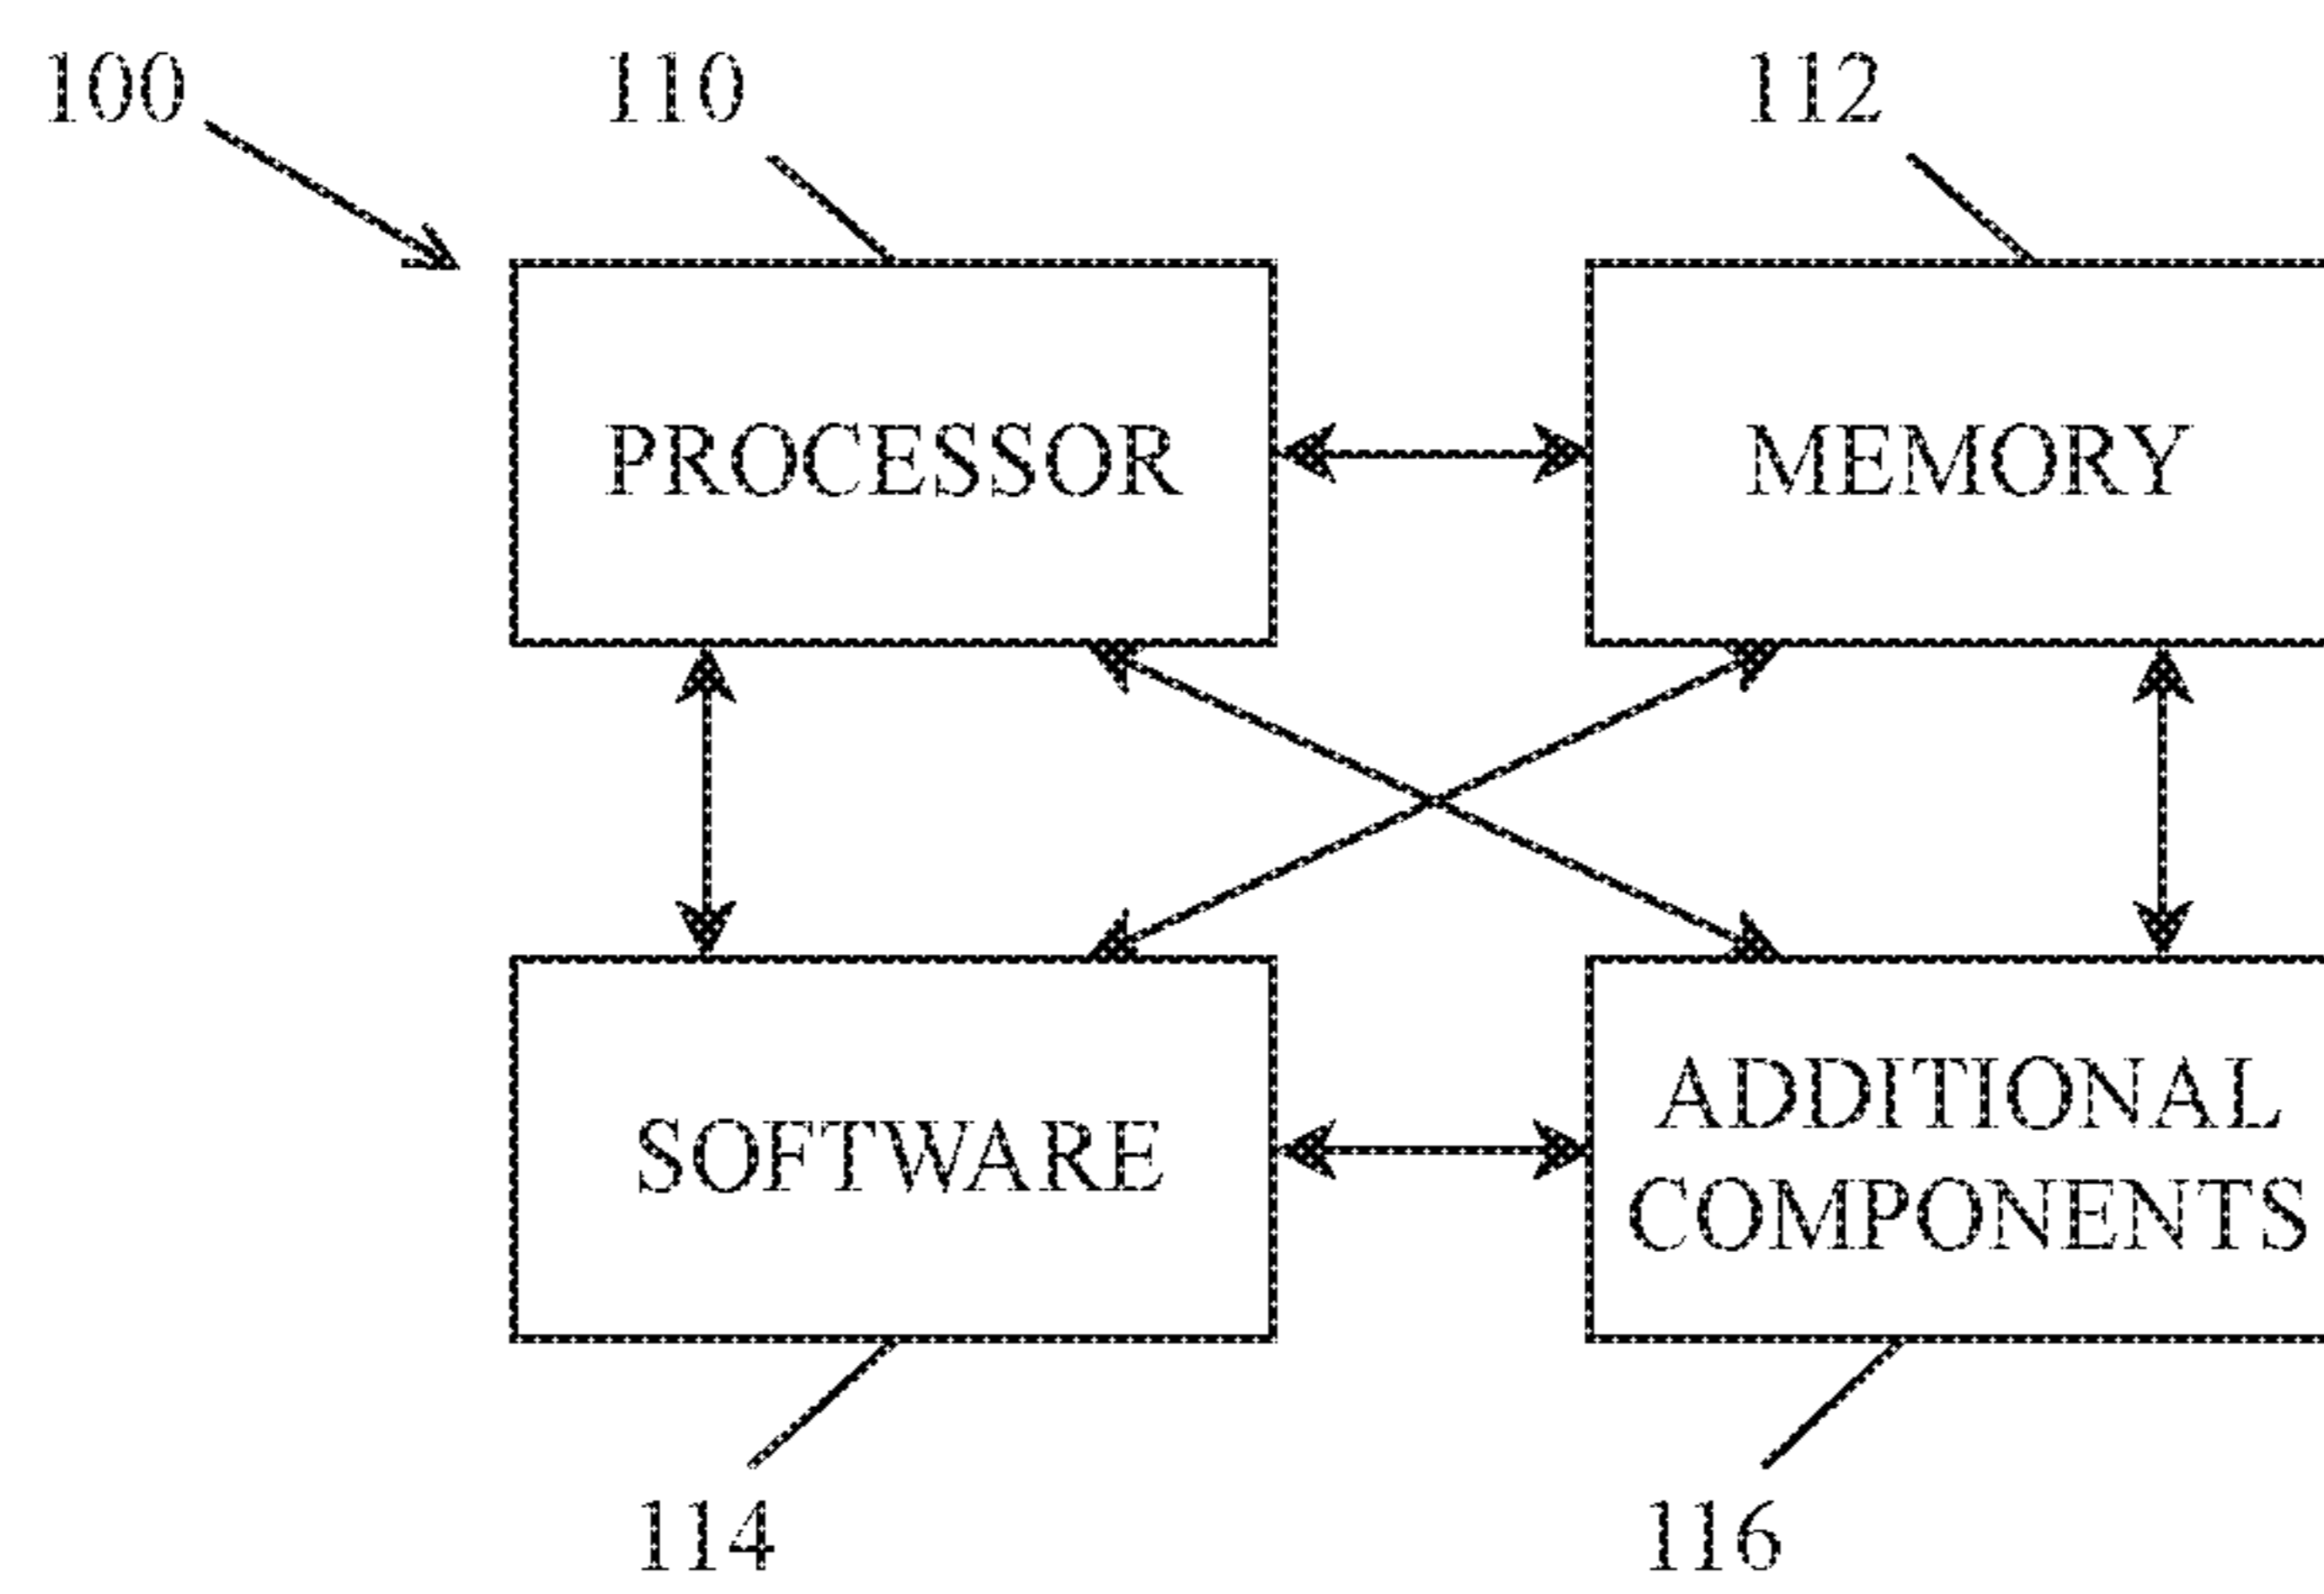 100
110
112
PROCESSOR
MEMORY
SOFTWARE
ADDITIONAL
COMPONENTS
114
116